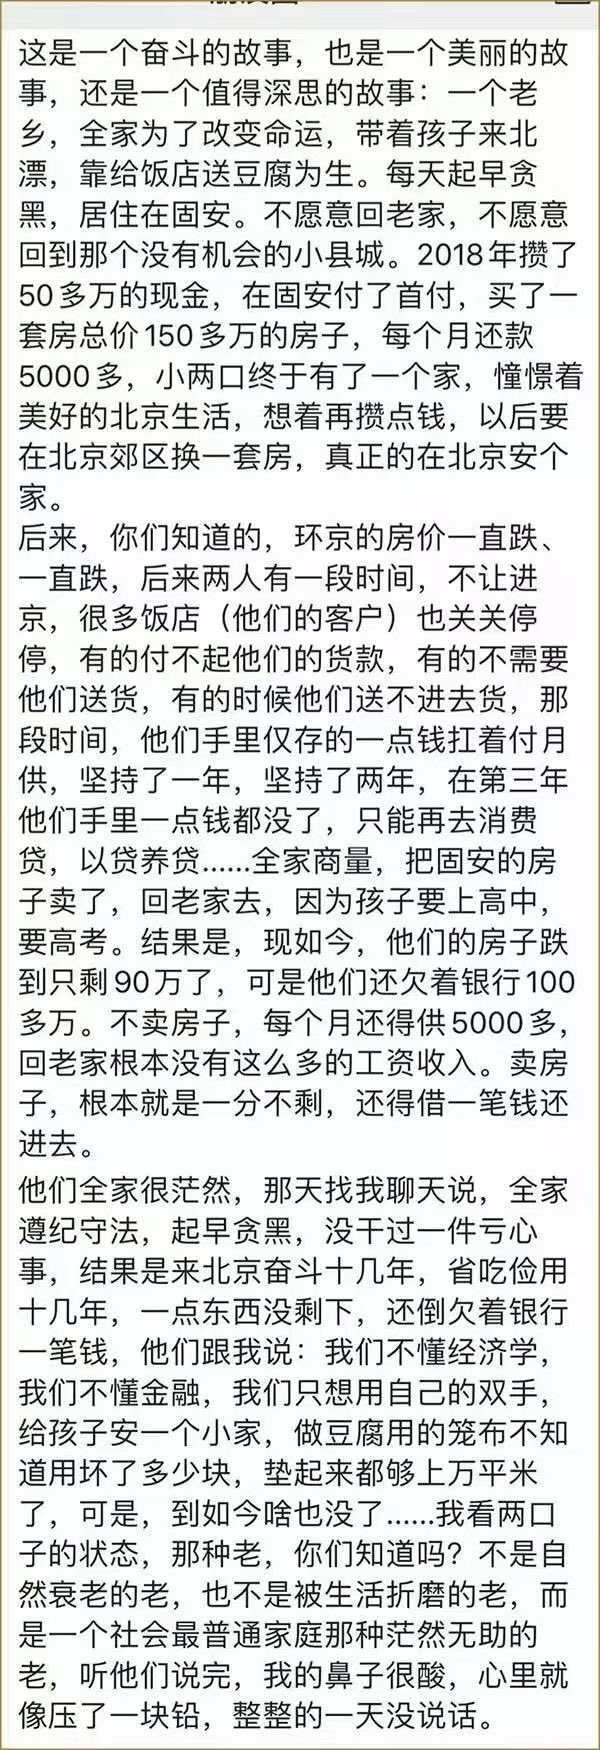 这是一个奋斗的故事，也是一个美丽的故
事，还是一个值得深思的故事：一个老
乡，全家为了改变命运，带着孩子来北
漂，靠给饭店送豆腐为生。每天起早贪
黑，居住在固安。不愿意回老家，不愿意
回到那个没有机会的小县城。2018年攒了
50多万的现金，在固安付了首付，买了一
套房总价150多万的房子，每个月还款
5000多，小两口终于有了一个家，憧憬着
美好的北京生活，想着再攒点钱，以后要
在北京郊区换一套房，真正的在北京安个
家。
后来，你们知道的，环京的房价一直跌、
一直跌，后来两人有一段时间，不让进
京，很多饭店（他们的客户）也关关停
停，有的付不起他们的货款，有的不需要
他们送货，有的时候他们送不进去货，那
段时间，他们手里仅存的一点钱扛着付月
供，坚持了一年，坚持了两年，在第三年
他们手里一点钱都没了，只能再去消费
贷，以贷养贷......全家商量，把固安的房
子卖了，回老家去，因为孩子要上高中，
要高考。结果是，现如今，他们的房子跌
到只剩90万了，可是他们还欠着银行100
多万。不卖房子，每个月还得供5000多，
回老家根本没有这么多的工资收入。卖房
子，根本就是一分不剩，还得借一笔钱还
进去。
他们全家很茫然，那天找我聊天说，全家
遵纪守法，起早贪黑，没干过一件亏心
事，结果是来北京奋斗十几年，省吃俭用
十几年，一点东西没剩下，还倒欠着银行
一笔钱，他们跟我说：我们不懂经济学，
我们不懂金融，我们只想用自己的双手，
给孩子安一个小家，做豆腐用的笼布不知
道用坏了多少块，垫起来都够上万平米
了，可是，到如今啥也没了......我看两口
子的状态，那种老，你们知道吗？不是自
然衰老的老，也不是被生活折磨的老，而
是一个社会最普通家庭那种茫然无助的
老，听他们说完，我的鼻子很酸，心里就
像压了一块铅，整整的一天没说话。